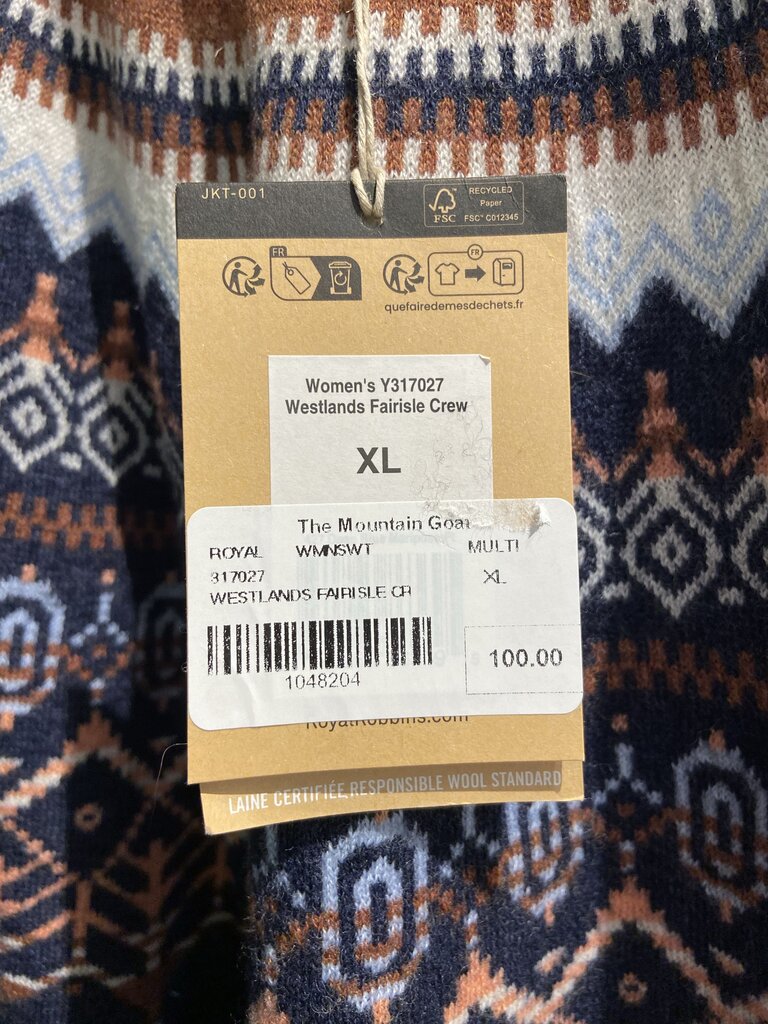 JKT-001
FSC
RECYCLED
Paper
FSC® C012345
FR
FR
quefairedemesdechets.fr
Women's Y317027
Westlands Fairisle Crew
XL
The Mountain Goat
ROYAL WMNSWT MULTI
317027 XL
WESTLANDS FAIRISLE CR
100.00
1048204
RoyalRobbins.com
LAINE CERTIFIÉE RESPONSIBLE WOOL STANDARD